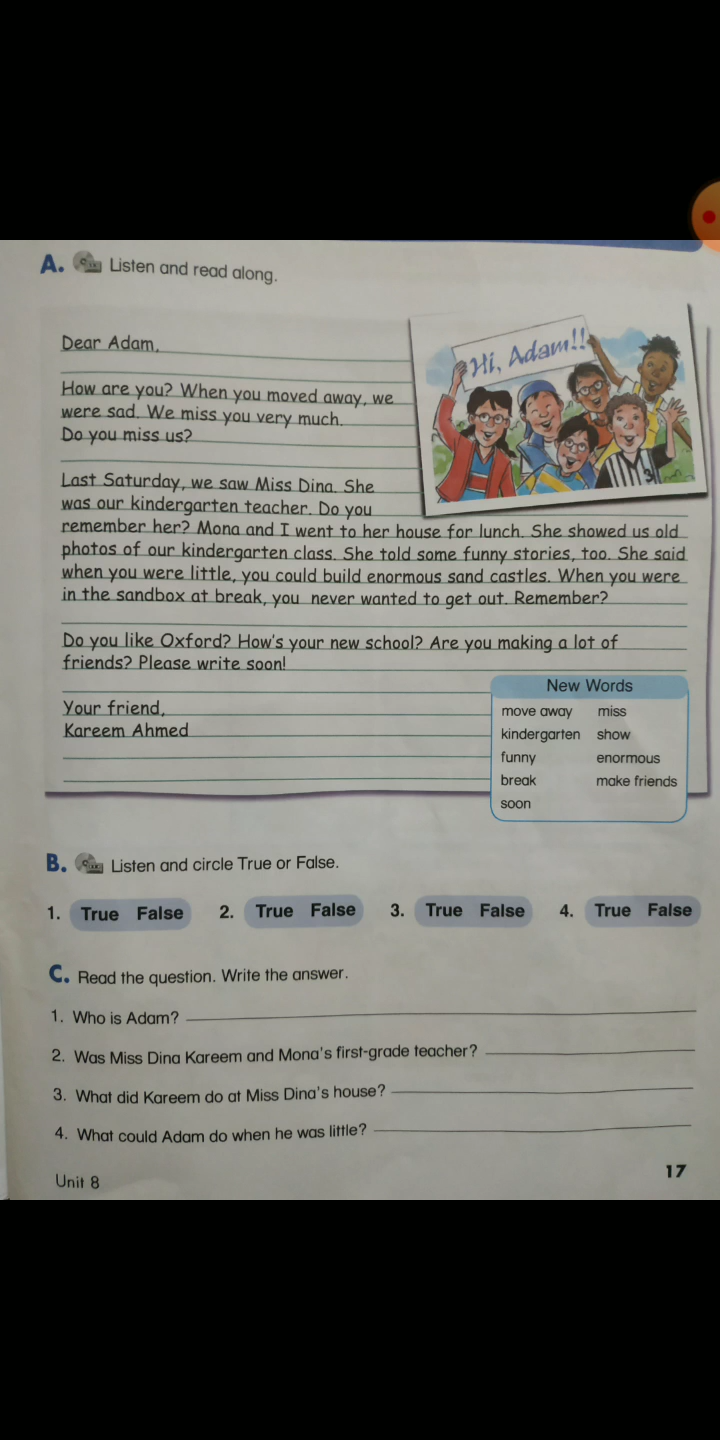 A. Listen and read along.
Hi, Adam!!
Dear Adam,
How are you? When you moved away, we
were sad. We miss you very much.
Do you miss us?
Last Saturday, we saw Miss Dina. She
was our kindergarten teacher. Do you
remember her? Mona and I went to her house for lunch. She showed us old
photos of our kindergarten class. She told some funny stories, too. She said
when you were little, you could build enormous sand castles. When you were
in the sandbox at break, you never wanted to get out. Remember?
Do you like Oxford? How's your new school? Are you making a lot of
friends? Please write soon!
Your friend,
Kareem Ahmed
New Words
move away miss
kindergarten show
funny enormous
break make friends
soon
B. Listen and circle True or False.
1. True False 2. True False 3. True False 4. True False
C. Read the question. Write the answer.
1. Who is Adam?
2. Was Miss Dina Kareem and Mona's first-grade teacher?
3. What did Kareem do at Miss Dina's house?
4. What could Adam do when he was little?
Unit 8
17